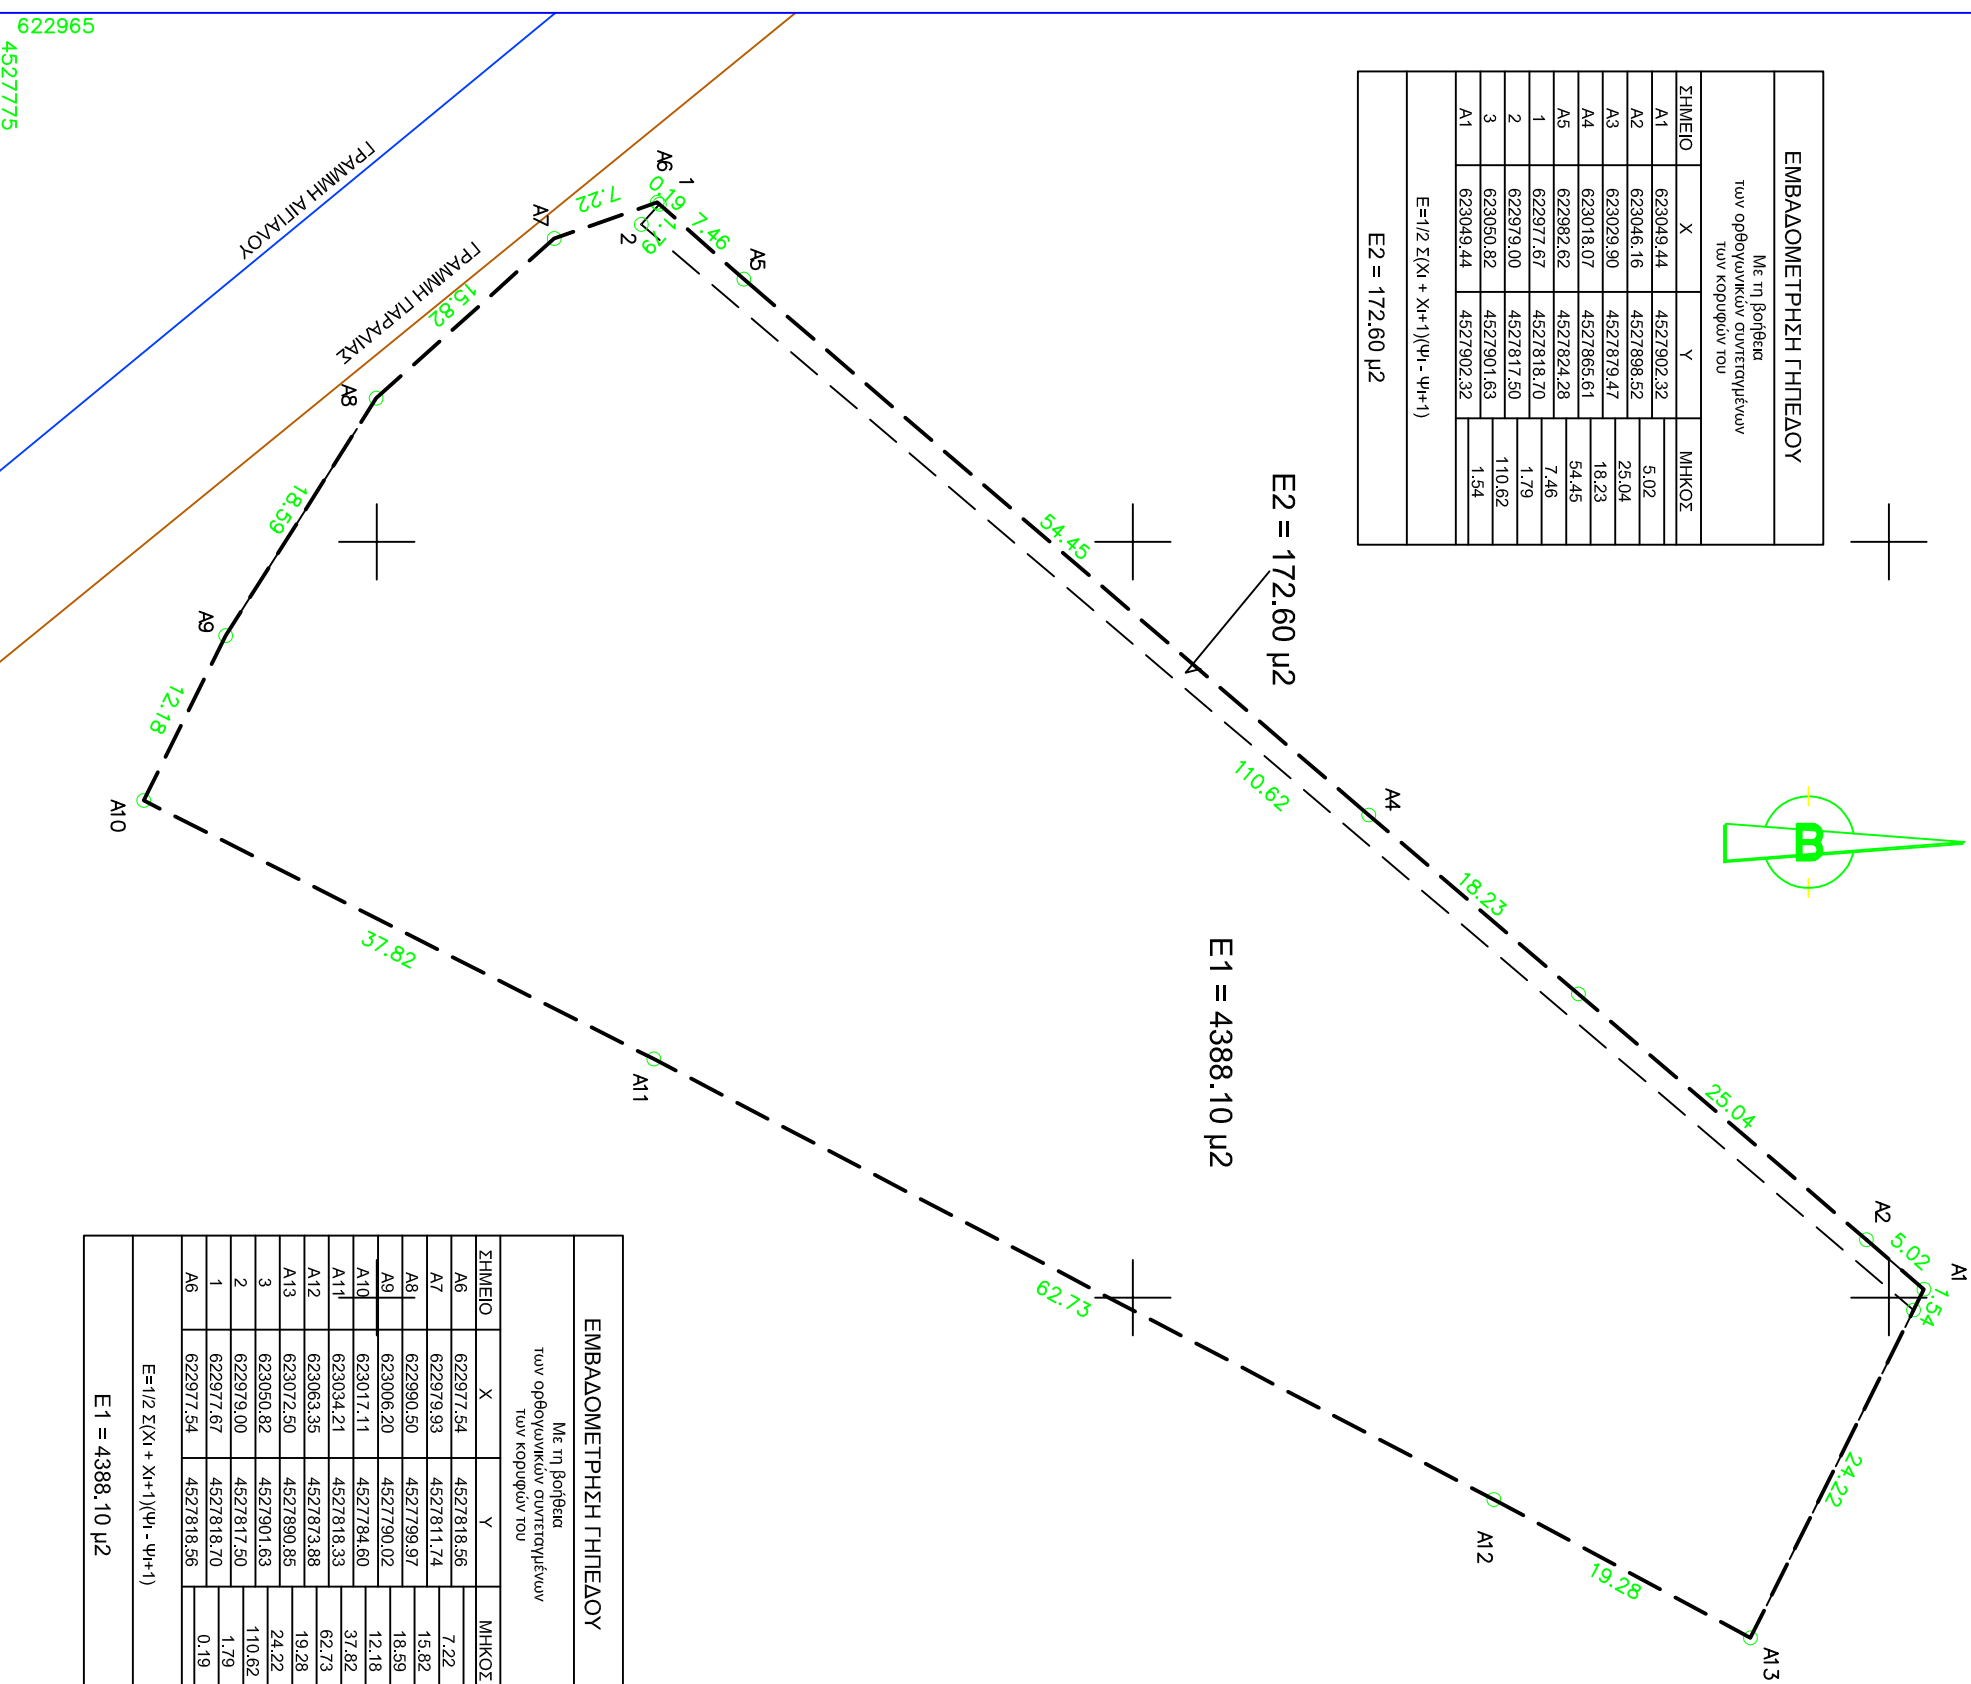 622965
4527775
ΕΜΒΑΔΟΜΕΤΡΗΣΗ ΓΗΠΕΔΟΥ
Με τη βοήθεια
των ορθογωνικών συντεταγμένων
των κορυφών του
ΣΗΜΕΙΟ X Y ΜΗΚΟΣ
A1 623049.44 4527902.32
5.02
A2 623046.16 4527898.52
25.04
A3 623029.90 4527879.47
18.23
A4 623018.07 4527865.61
54.45
A5 622982.62 4527824.28
7.46
1 622977.67 4527818.70
1.79
2 622979.00 4527817.50
110.62
3 623050.82 4527901.63
1.54
A1 623049.44 4527902.32
E=1/2 Σ(Χι + Χι+1)(Ψι - Ψι+1)
E2 = 172.60 μ2
E2 = 172.60 μ2
E1 = 4388.10 μ2
B
ΓΡΑΜΜΗ ΑΙΓΙΑΛΟΥ
ΓΡΑΜΜΗ ΠΑΡΑΛΙΑΣ
A1
1.54
5.02
A2
25.04
18.23
A4
54.45
110.62
A5
7.46
1
0.19
A6
1.79
2
7.22
A7
15.82
A8
18.59
A9
12.18
A10
37.82
A11
62.73
A12
19.28
A13
24.22
ΕΜΒΑΔΟΜΕΤΡΗΣΗ ΓΗΠΕΔΟΥ
Με τη βοήθεια
των ορθογωνικών συντεταγμένων
των κορυφών του
ΣΗΜΕΙΟ X Y ΜΗΚΟΣ
A6 622977.54 4527818.56
7.22
A7 622979.93 4527811.74
15.82
A8 622990.50 4527799.97
18.59
A9 623006.20 4527790.02
12.18
A10 623017.11 4527784.60
37.82
A11 623034.21 4527818.33
62.73
A12 623063.35 4527873.88
19.28
A13 623072.50 4527890.85
24.22
3 623050.82 4527901.63
110.62
2 622979.00 4527817.50
1.79
1 622977.67 4527818.70
0.19
A6 622977.54 4527818.56
E=1/2 Σ(Χι + Χι+1)(Ψι - Ψι+1)
E1 = 4388.10 μ2